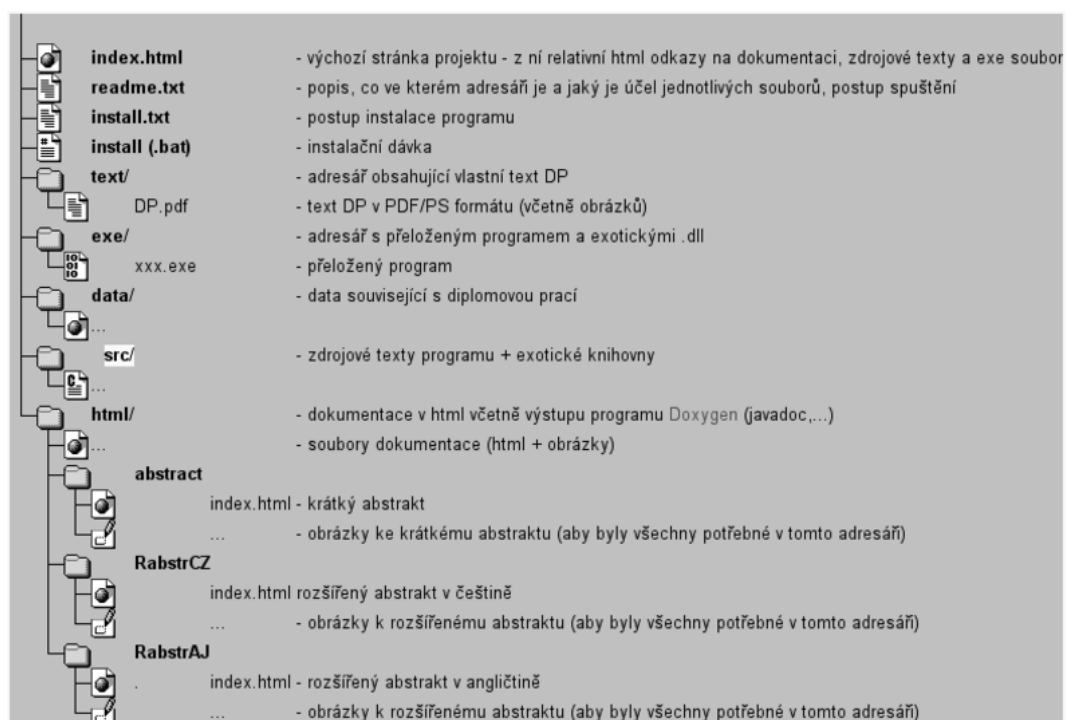 index.html - výchozí stránka projektu - z ní relativní html odkazy na dokumentaci, zdrojové texty a exe soubor
readme.txt - popis, co ve kterém adresáři je a jaký je účel jednotlivých souborů, postup spuštění
install.txt - postup instalace programu
install (.bat) - instalační dávka
text/ - adresář obsahující vlastní text DP
DP.pdf - text DP v PDF/PS formátu (včetně obrázků)
exe/ - adresář s přeloženým programem a exotickými .dll
xxx.exe - přeložený program
data/ - data související s diplomovou prací
...
src/ - zdrojové texty programu + exotické knihovny
...
html/ - dokumentace v html včetně výstupu programu Doxygen (javadoc,...)
... - soubory dokumentace (html + obrázky)
abstract
index.html - krátký abstrakt
... - obrázky ke krátkému abstraktu (aby byly všechny potřebné v tomto adresáři)
RabstrCZ
index.html rozšířený abstrakt v češtině
... - obrázky k rozšířenému abstraktu (aby byly všechny potřebné v tomto adresáři)
RabstrAJ
. index.html - rozšířený abstrakt v angličtině
... - obrázky k rozšířenému abstraktu (aby byly všechny potřebné v tomto adresáři)